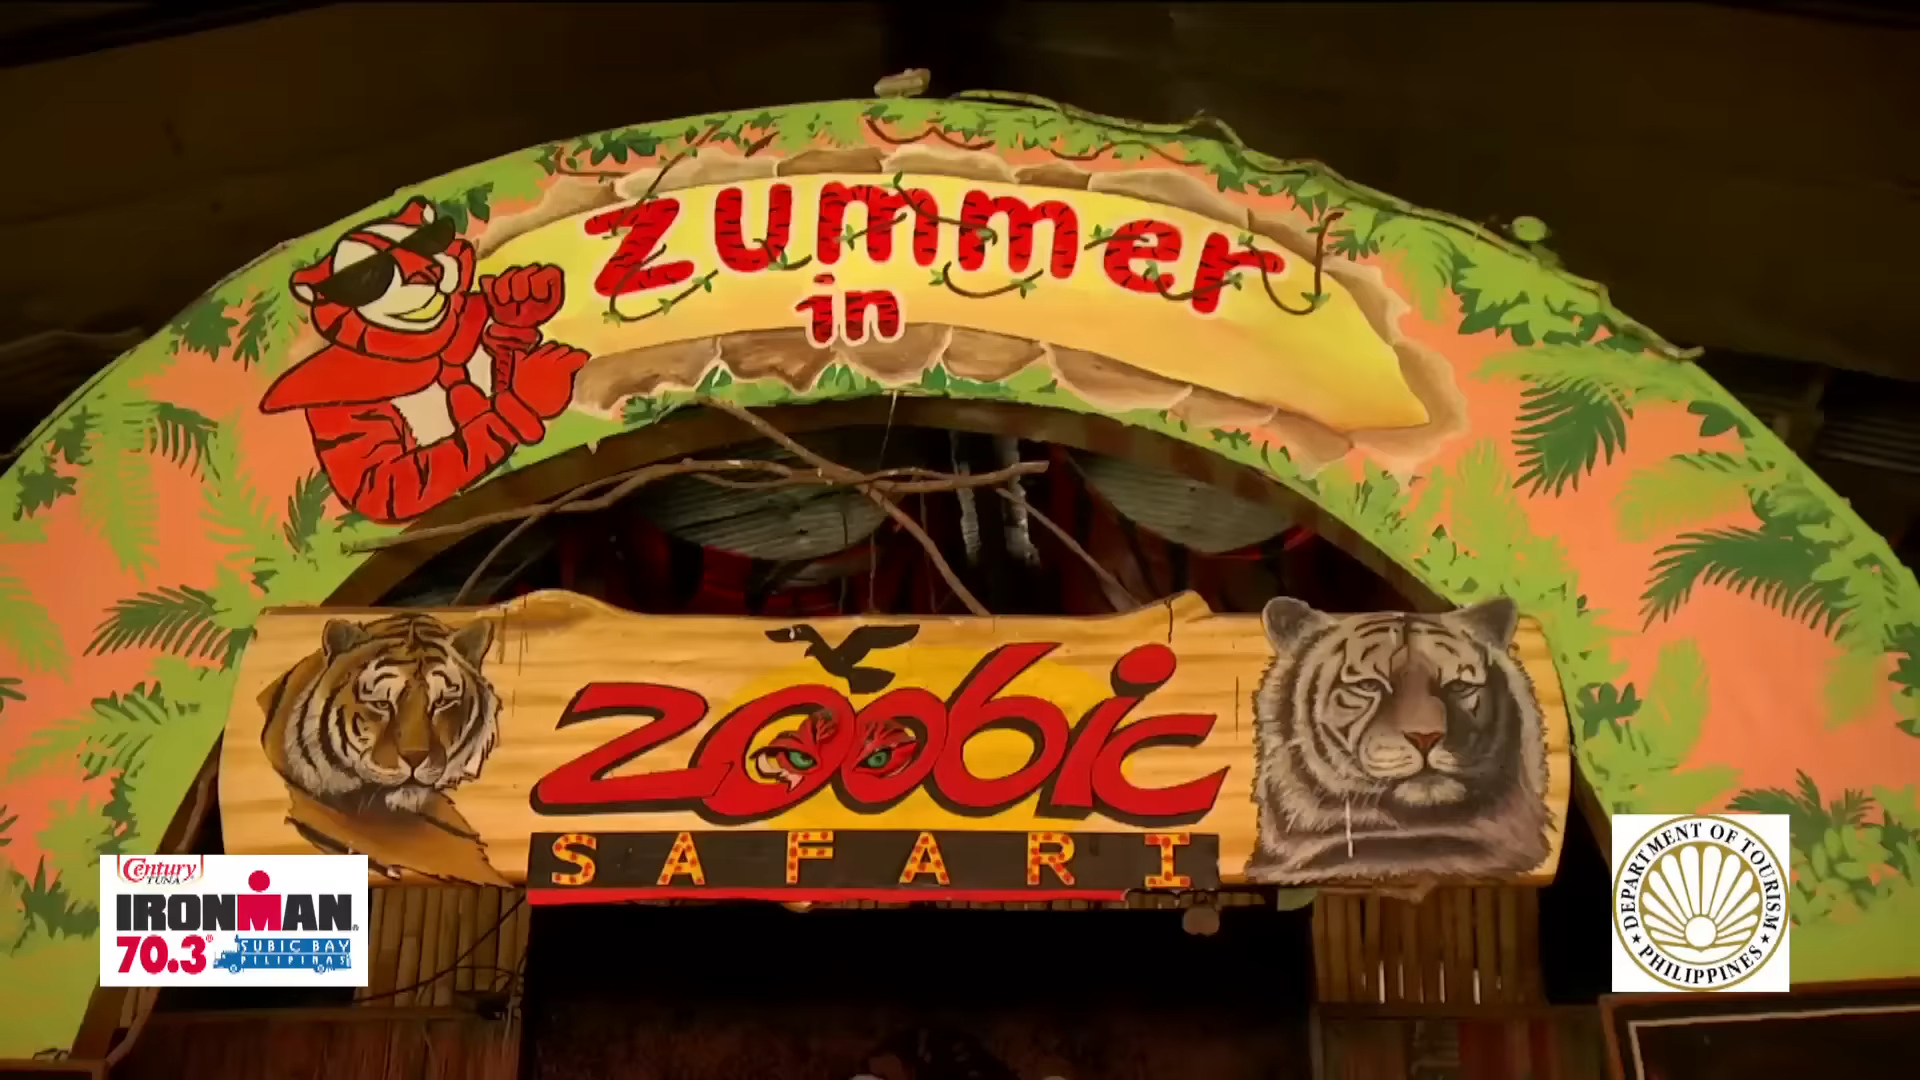 zummer
in
zoobic
SAFARI
Century
TUNA
IRONMAN
70.3
SUBIC BAY
PILIPINAS
DEPARTMENT OF TOURISM
PHILIPPINES